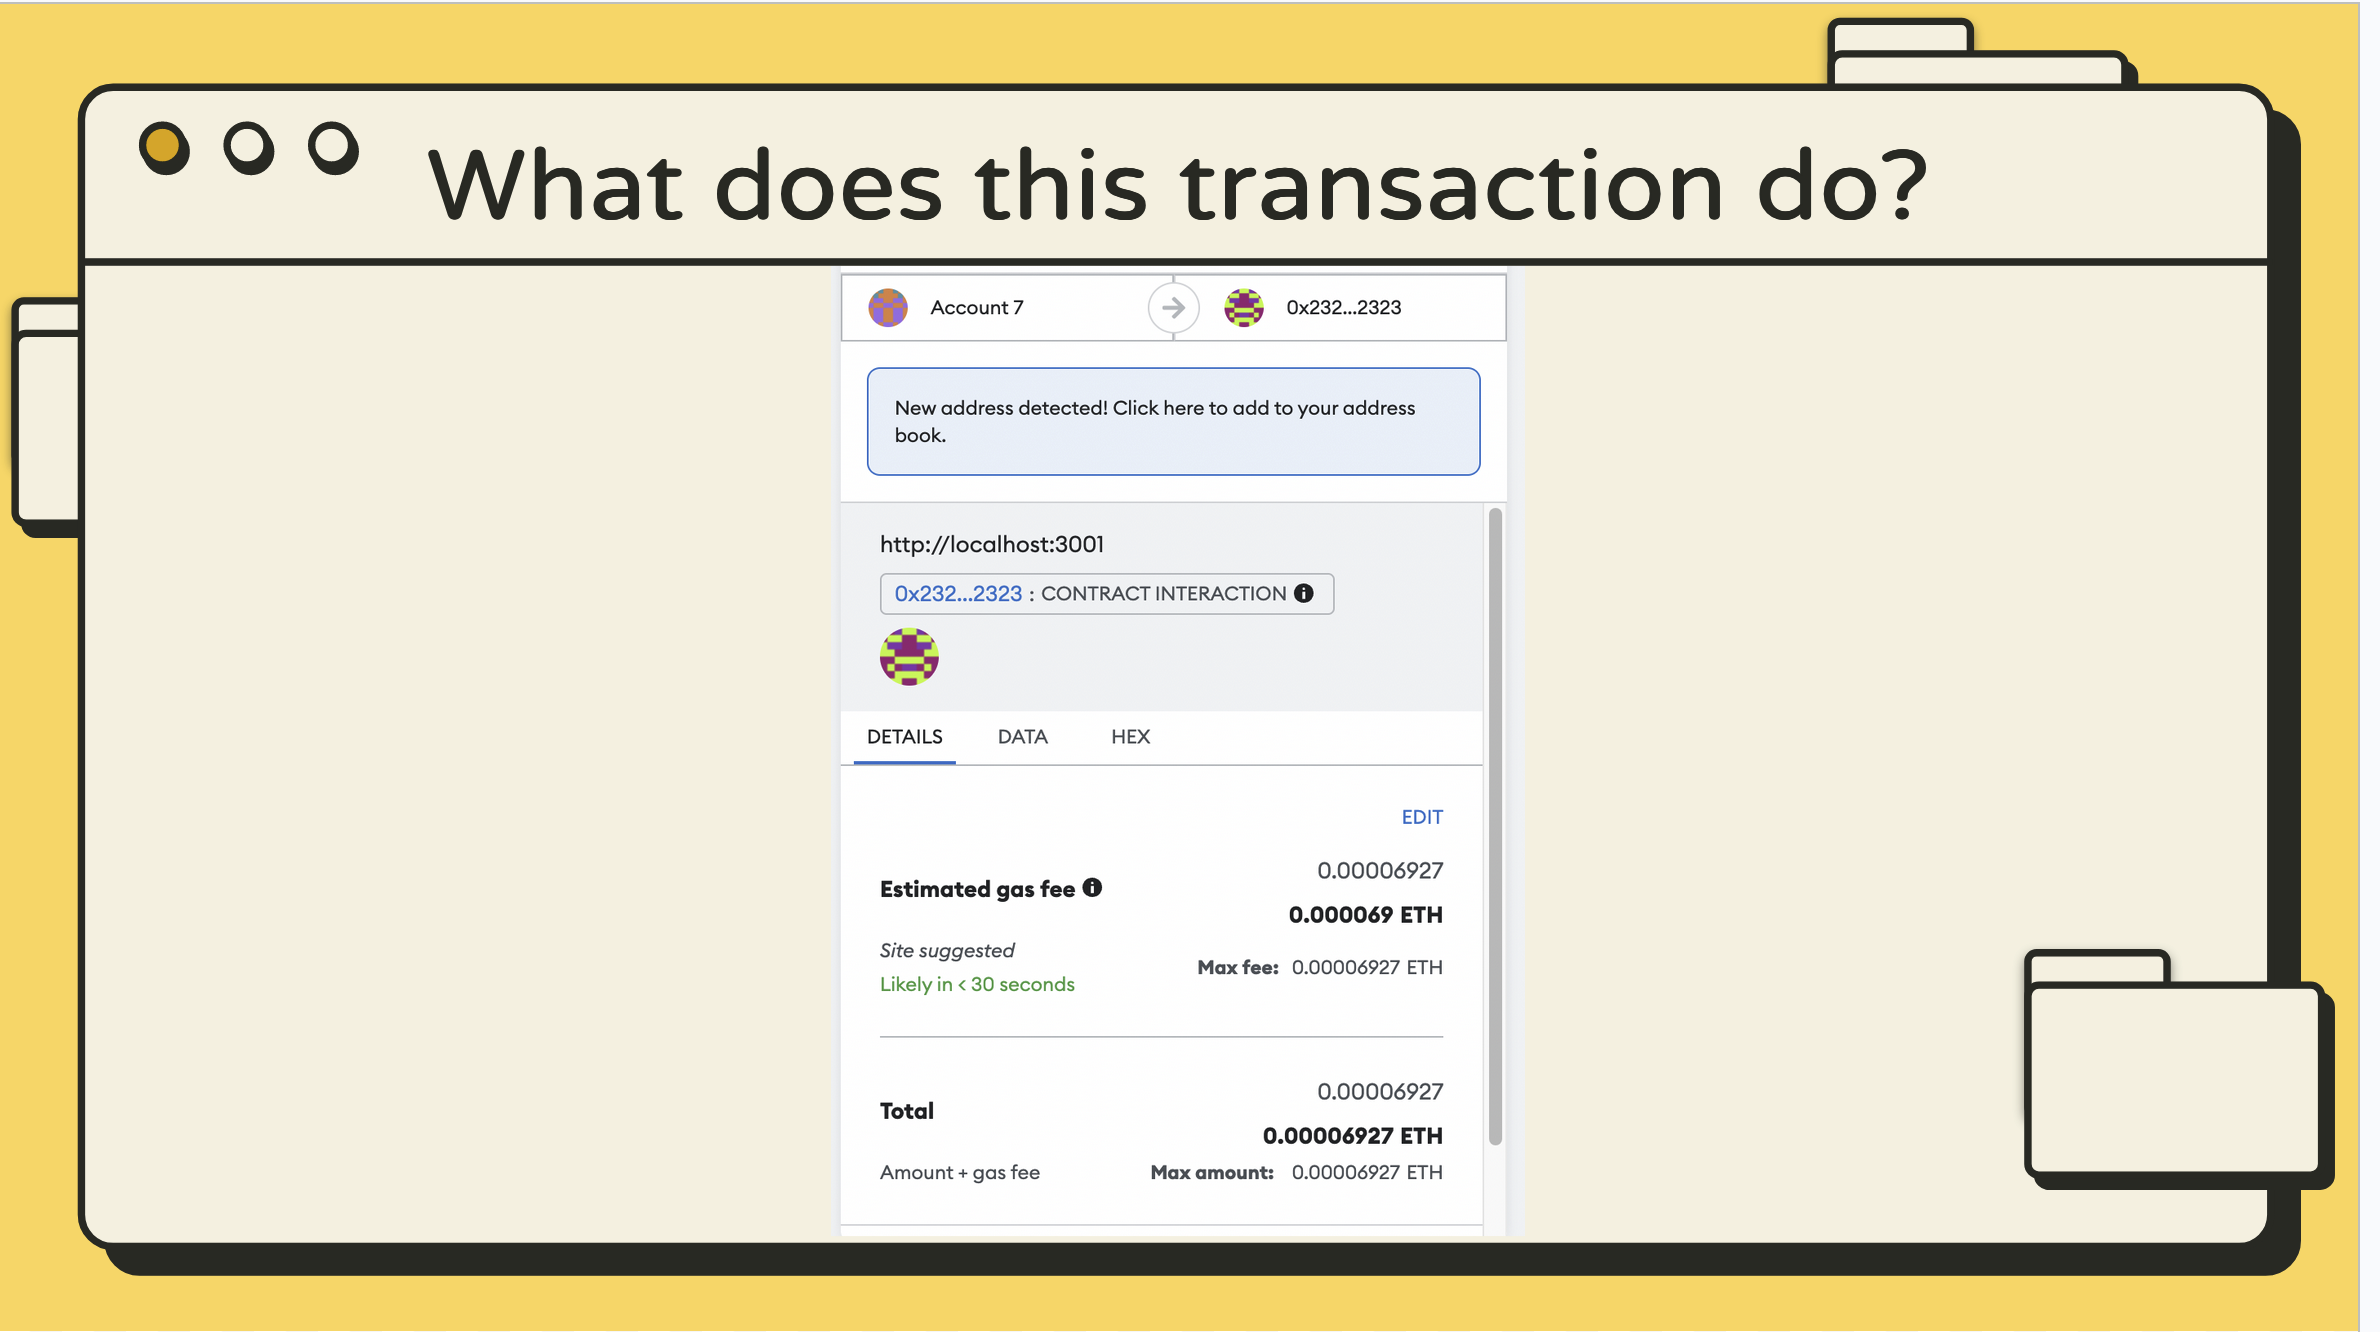 What does this transaction do?
Account 7
0x232...2323
New address detected! Click here to add to your address
book.
http://localhost:3001
0x232...2323 : CONTRACT INTERACTION
DETAILS DATA HEX
EDIT
0.00006927
Estimated gas fee
0.000069 ETH
Site suggested
Max fee: 0.00006927 ETH
Likely in < 30 seconds
0.00006927
Total
0.00006927 ETH
Amount + gas fee
Max amount: 0.00006927 ETH